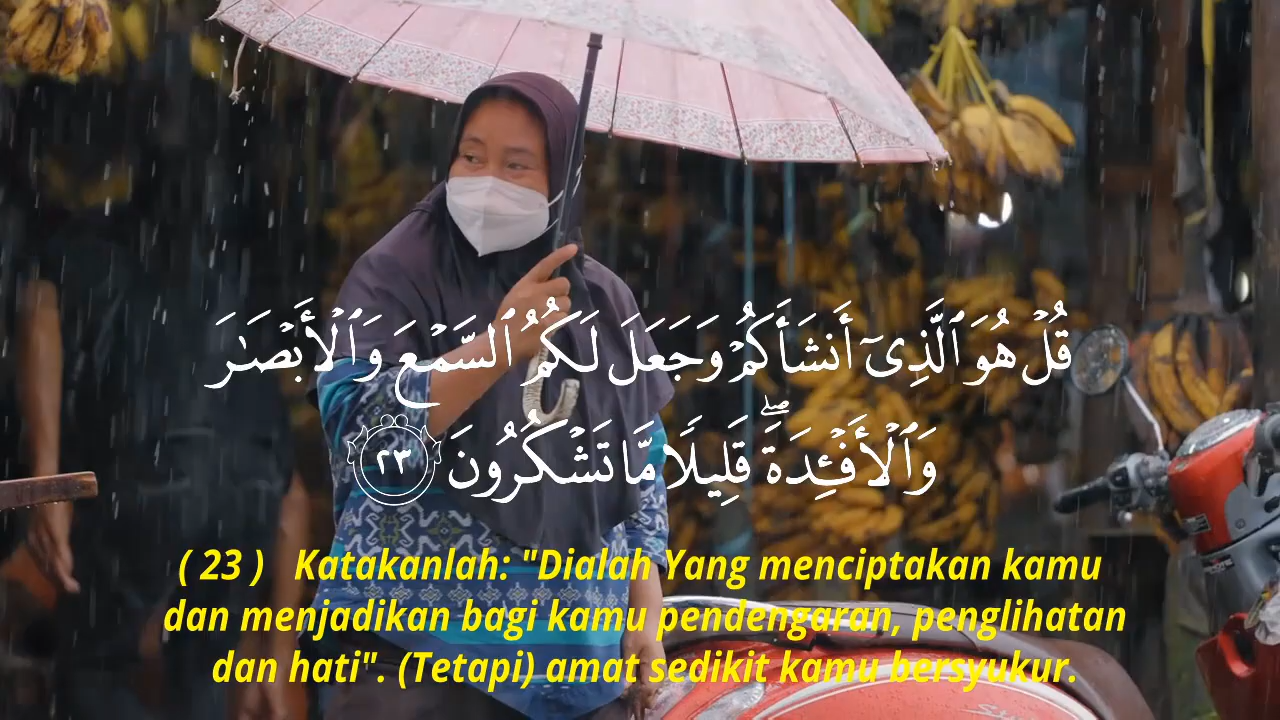 قُلْ هُوَ ٱلَّذِىٓ أَنشَأَكُمْ وَجَعَلَ لَكُمُ ٱلسَّمْعَ وَٱلْأَبْصَٰرَ
وَٱلْأَفْـِٔدَةَ ۖ قَلِيلًا مَّا تَشْكُرُونَ ٢٣
( 23 ) Katakanlah: "Dialah Yang menciptakan kamu
dan menjadikan bagi kamu pendengaran, penglihatan
dan hati". (Tetapi) amat sedikit kamu bersyukur.